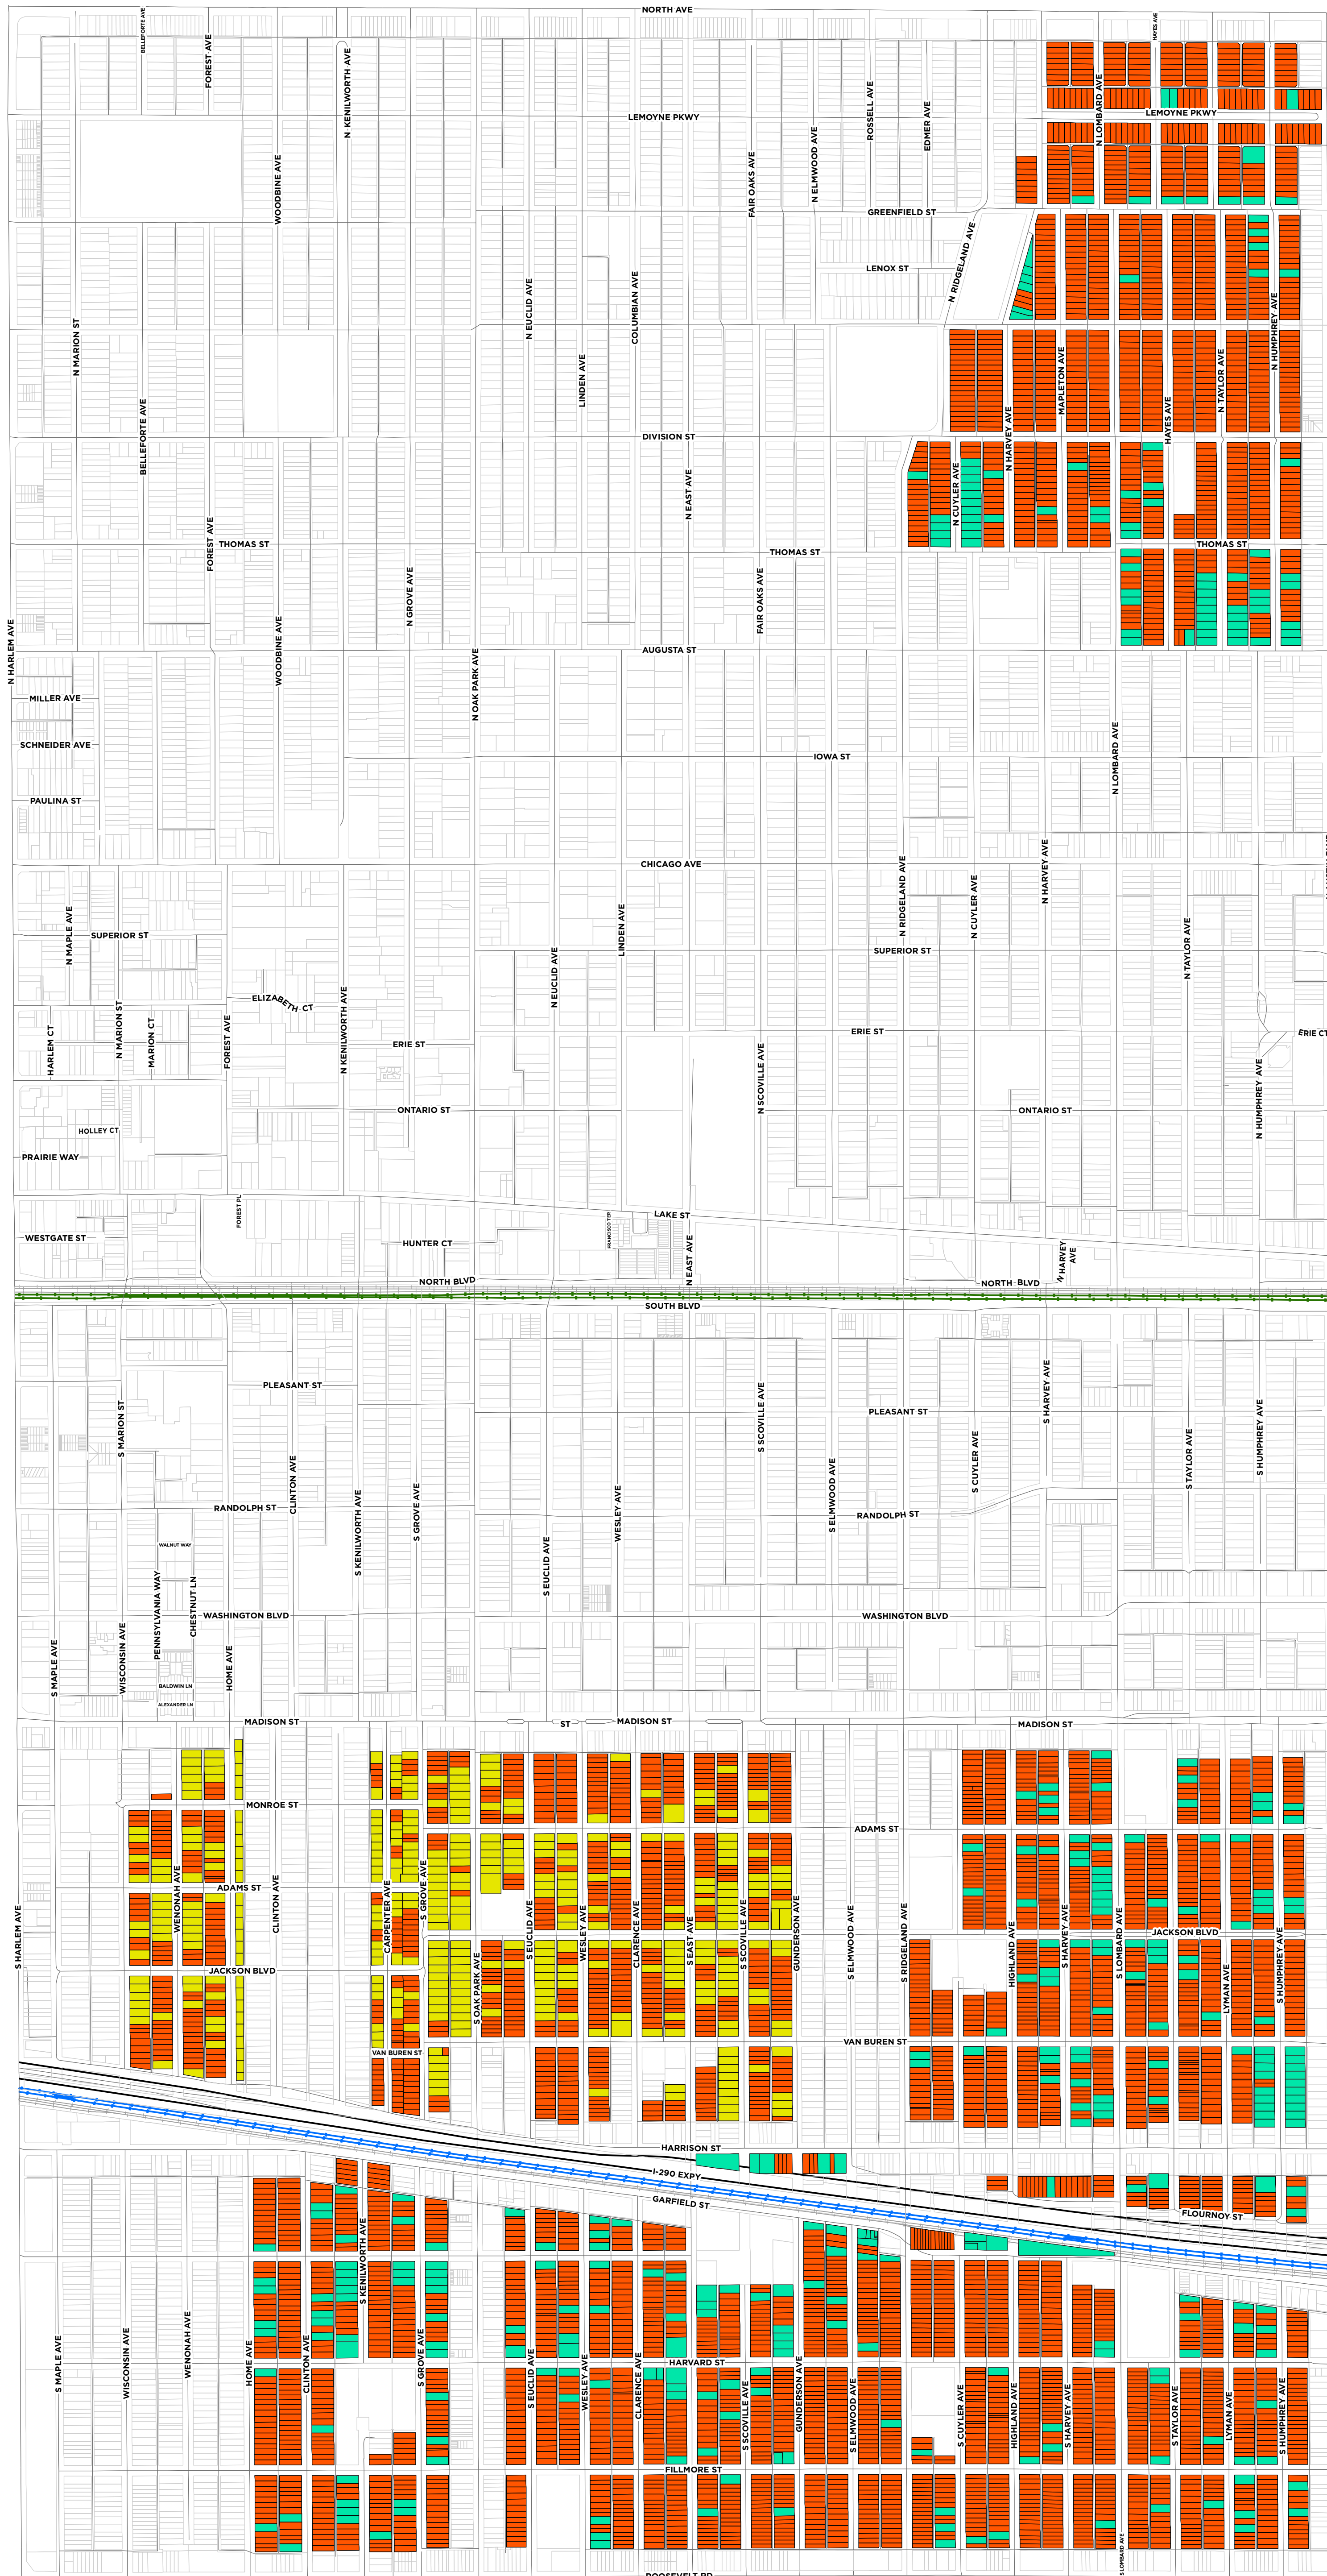 NORTH AVE
BELLEFORTE AVE
FOREST AVE
N KENILWORTH AVE
HAYES AVE
ROSSELL AVE
EDMER AVE
N LOMBARD AVE
LEMOYNE PKWY
LEMOYNE PKWY
WOODBINE AVE
FAIR OAKS AVE
N ELMWOOD AVE
GREENFIELD ST
N RIDGELAND AVE
LENOX ST
N MARION ST
N EUCLID AVE
COLUMBIAN AVE
LINDEN AVE
N HUMPHREY AVE
MAPLETON AVE
N TAYLOR AVE
HAYES AVE
N HARVEY AVE
BELLEFORTE AVE
DIVISION ST
N EAST AVE
N CUYLER AVE
FOREST AVE
THOMAS ST
THOMAS ST
THOMAS ST
N HARLEM AVE
WOODBINE AVE
N GROVE AVE
FAIR OAKS AVE
N OAK PARK AVE
AUGUSTA ST
MILLER AVE
SCHNEIDER AVE
N LOMBARD AVE
IOWA ST
PAULINA ST
CHICAGO AVE
N MAPLE AVE
SUPERIOR ST
LINDEN AVE
N RIDGELAND AVE
N CUYLER AVE
N HARVEY AVE
SUPERIOR ST
N TAYLOR AVE
N EUCLID AVE
ELIZABETH CT
HARLEM CT
N MARION ST
MARION CT
FOREST AVE
N KENILWORTH AVE
ERIE ST
ERIE ST
ERIE CT
N SCOVILLE AVE
N HUMPHREY AVE
ONTARIO ST
ONTARIO ST
HOLLEY CT
PRAIRIE WAY
FOREST PL
WESTGATE ST
HUNTER CT
FRANCISCO TER
LAKE ST
N EAST AVE
N HARVEY
AVE
NORTH BLVD
NORTH BLVD
SOUTH BLVD
PLEASANT ST
PLEASANT ST
S MARION ST
CLINTON AVE
S SCOVILLE AVE
S HARVEY AVE
S CUYLER AVE
S TAYLOR AVE
S HUMPHREY AVE
RANDOLPH ST
RANDOLPH ST
S KENILWORTH AVE
S GROVE AVE
WESLEY AVE
S ELMWOOD AVE
S EUCLID AVE
WALNUT WAY
PENNSYLVANIA WAY
CHESTNUT LN
WASHINGTON BLVD
WASHINGTON BLVD
S MAPLE AVE
WISCONSIN AVE
HOME AVE
BALDWIN LN
ALEXANDER LN
MADISON ST
ST
MADISON ST
MADISON ST
MONROE ST
ADAMS ST
ADAMS ST
S HARLEM AVE
WENONAH AVE
CLINTON AVE
CARPENTER AVE
S GROVE AVE
S OAK PARK AVE
S EUCLID AVE
WESLEY AVE
CLARENCE AVE
S EAST AVE
S SCOVILLE AVE
GUNDERSON AVE
S ELMWOOD AVE
S RIDGELAND AVE
HIGHLAND AVE
S HARVEY AVE
S LOMBARD AVE
JACKSON BLVD
JACKSON BLVD
LYMAN AVE
S HUMPHREY AVE
VAN BUREN ST
VAN BUREN ST
HARRISON ST
I-290 EXPY
GARFIELD ST
FLOURNOY ST
S MAPLE AVE
WISCONSIN AVE
WENONAH AVE
HOME AVE
CLINTON AVE
S KENILWORTH AVE
S GROVE AVE
HARVARD ST
S EUCLID AVE
WESLEY AVE
CLARENCE AVE
S SCOVILLE AVE
GUNDERSON AVE
S ELMWOOD AVE
S CUYLER AVE
HIGHLAND AVE
S HARVEY AVE
S TAYLOR AVE
LYMAN AVE
S HUMPHREY AVE
FILLMORE ST
S LOMBARD AVE
ROOSEVELT RD